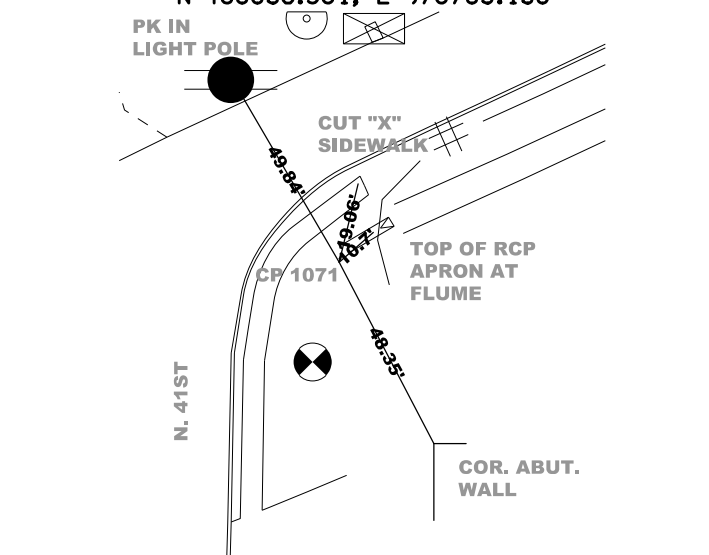 PK IN
LIGHT POLE
CUT "X"
SIDEWALK
49.84'
19.06'
10.7'
TOP OF RCP
APRON AT
FLUME
CP 1071
48.35'
N. 41ST
COR. ABUT.
WALL